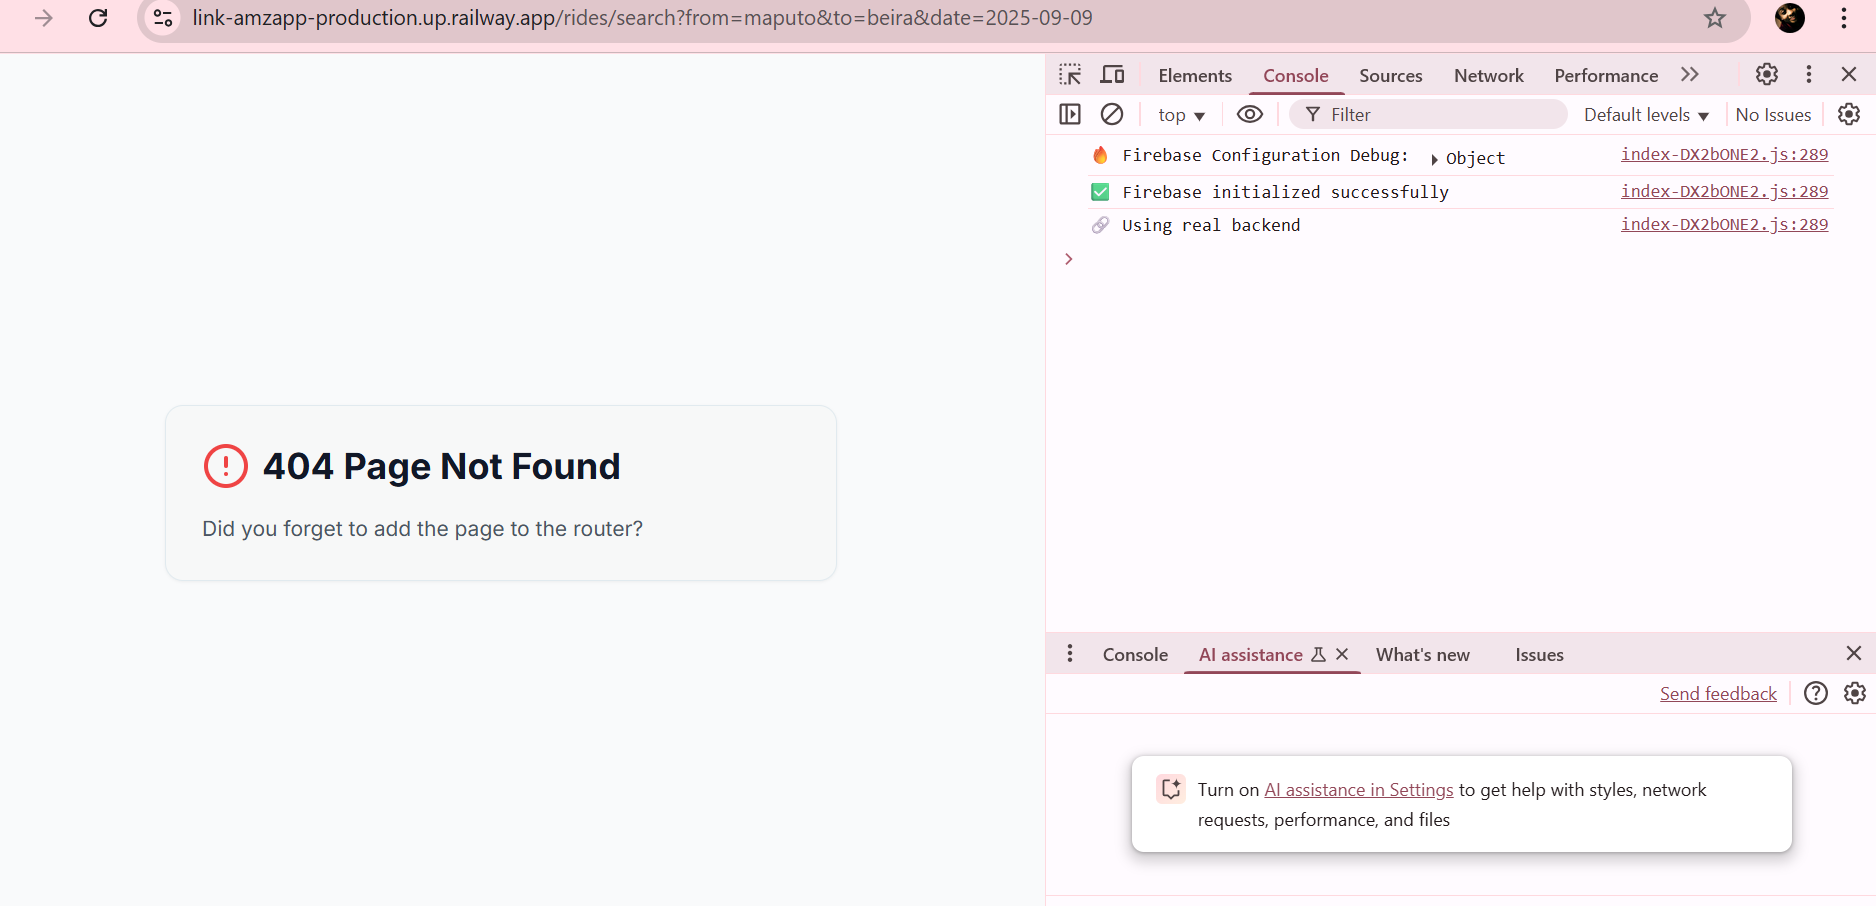 link-amzapp-production.up.railway.app/rides/search?from=maputo&to=beira&date=2025-09-09
404 Page Not Found
Did you forget to add the page to the router?
Elements Console Sources Network Performance
top Filter Default levels No Issues
🔥 Firebase Configuration Debug: Object index-DX2bONE2.js:289
✅ Firebase initialized successfully index-DX2bONE2.js:289
🔗 Using real backend index-DX2bONE2.js:289
Console AI assistance What's new Issues
Send feedback
Turn on AI assistance in Settings to get help with styles, network
requests, performance, and files